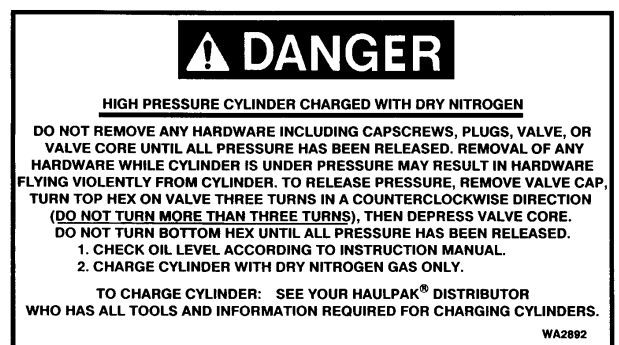 DANGER
HIGH PRESSURE CYLINDER CHARGED WITH DRY NITROGEN
DO NOT REMOVE ANY HARDWARE INCLUDING CAPSCREWS, PLUGS, VALVE, OR
VALVE CORE UNTIL ALL PRESSURE HAS BEEN RELEASED. REMOVAL OF ANY
HARDWARE WHILE CYLINDER IS UNDER PRESSURE MAY RESULT IN HARDWARE
FLYING VIOLENTLY FROM CYLINDER. TO RELEASE PRESSURE, REMOVE VALVE CAP,
TURN TOP HEX ON VALVE THREE TURNS IN A COUNTERCLOCKWISE DIRECTION
(DO NOT TURN MORE THAN THREE TURNS), THEN DEPRESS VALVE CORE.
DO NOT TURN BOTTOM HEX UNTIL ALL PRESSURE HAS BEEN RELEASED.
1. CHECK OIL LEVEL ACCORDING TO INSTRUCTION MANUAL.
2. CHARGE CYLINDER WITH DRY NITROGEN GAS ONLY.
TO CHARGE CYLINDER: SEE YOUR HAULPAK® DISTRIBUTOR
WHO HAS ALL TOOLS AND INFORMATION REQUIRED FOR CHARGING CYLINDERS.
WA2892